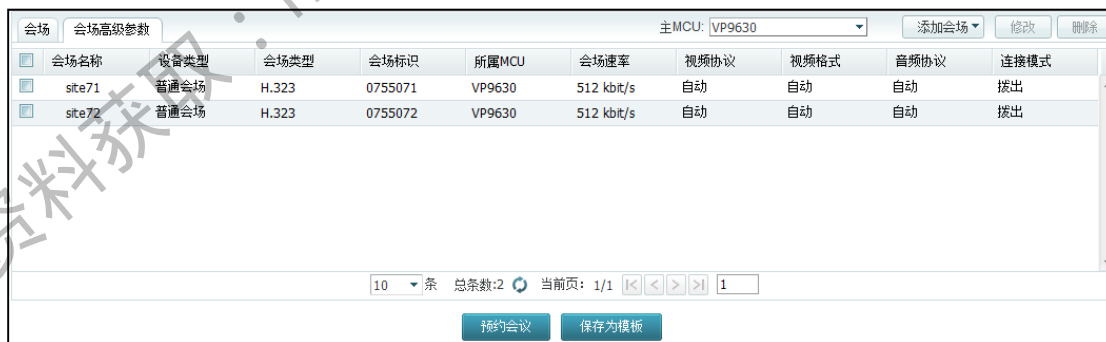 会场 会场高级参数 主MCU: VP9630 添加会场 修改 删除
会场名称 设备类型 会场类型 会场标识 所属MCU 会场速率 视频协议 视频格式 音频协议 连接模式
site71 普通会场 H.323 0755071 VP9630 512 kbit/s 自动 自动 自动 拨出
site72 普通会场 H.323 0755072 VP9630 512 kbit/s 自动 自动 自动 拨出
10 条 总条数:2 当前页: 1/1 |< < > >| 1
预约会议 保存为模板
资料获取: